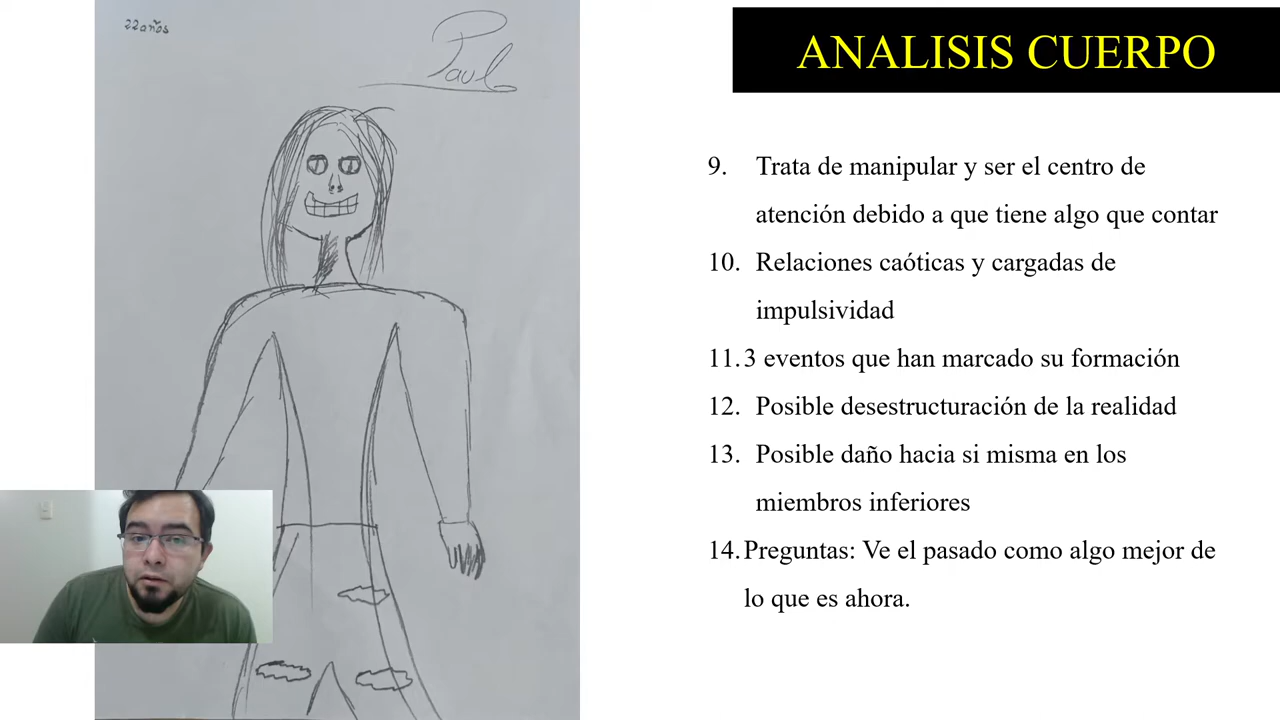 22años
Paul
ANALISIS CUERPO
9. Trata de manipular y ser el centro de
atención debido a que tiene algo que contar
10. Relaciones caóticas y cargadas de
impulsividad
11. 3 eventos que han marcado su formación
12. Posible desestructuración de la realidad
13. Posible daño hacia si misma en los
miembros inferiores
14. Preguntas: Ve el pasado como algo mejor de
lo que es ahora.